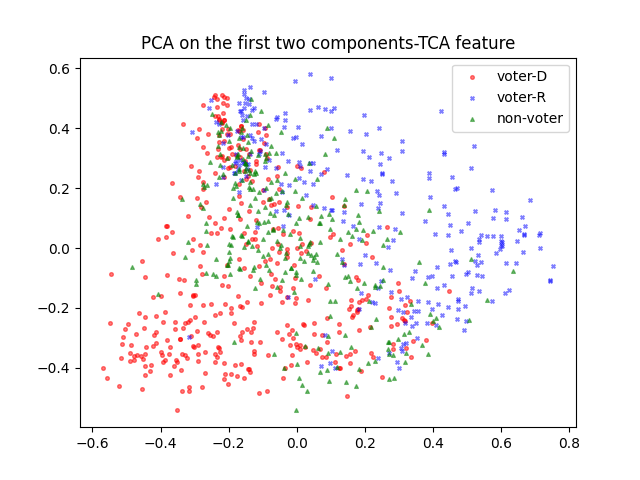 PCA on the first two components-TCA feature
voter-D
voter-R
non-voter
0.6
0.4
0.2
0.0
−0.2
−0.4
−0.6 −0.4 −0.2 0.0 0.2 0.4 0.6 0.8